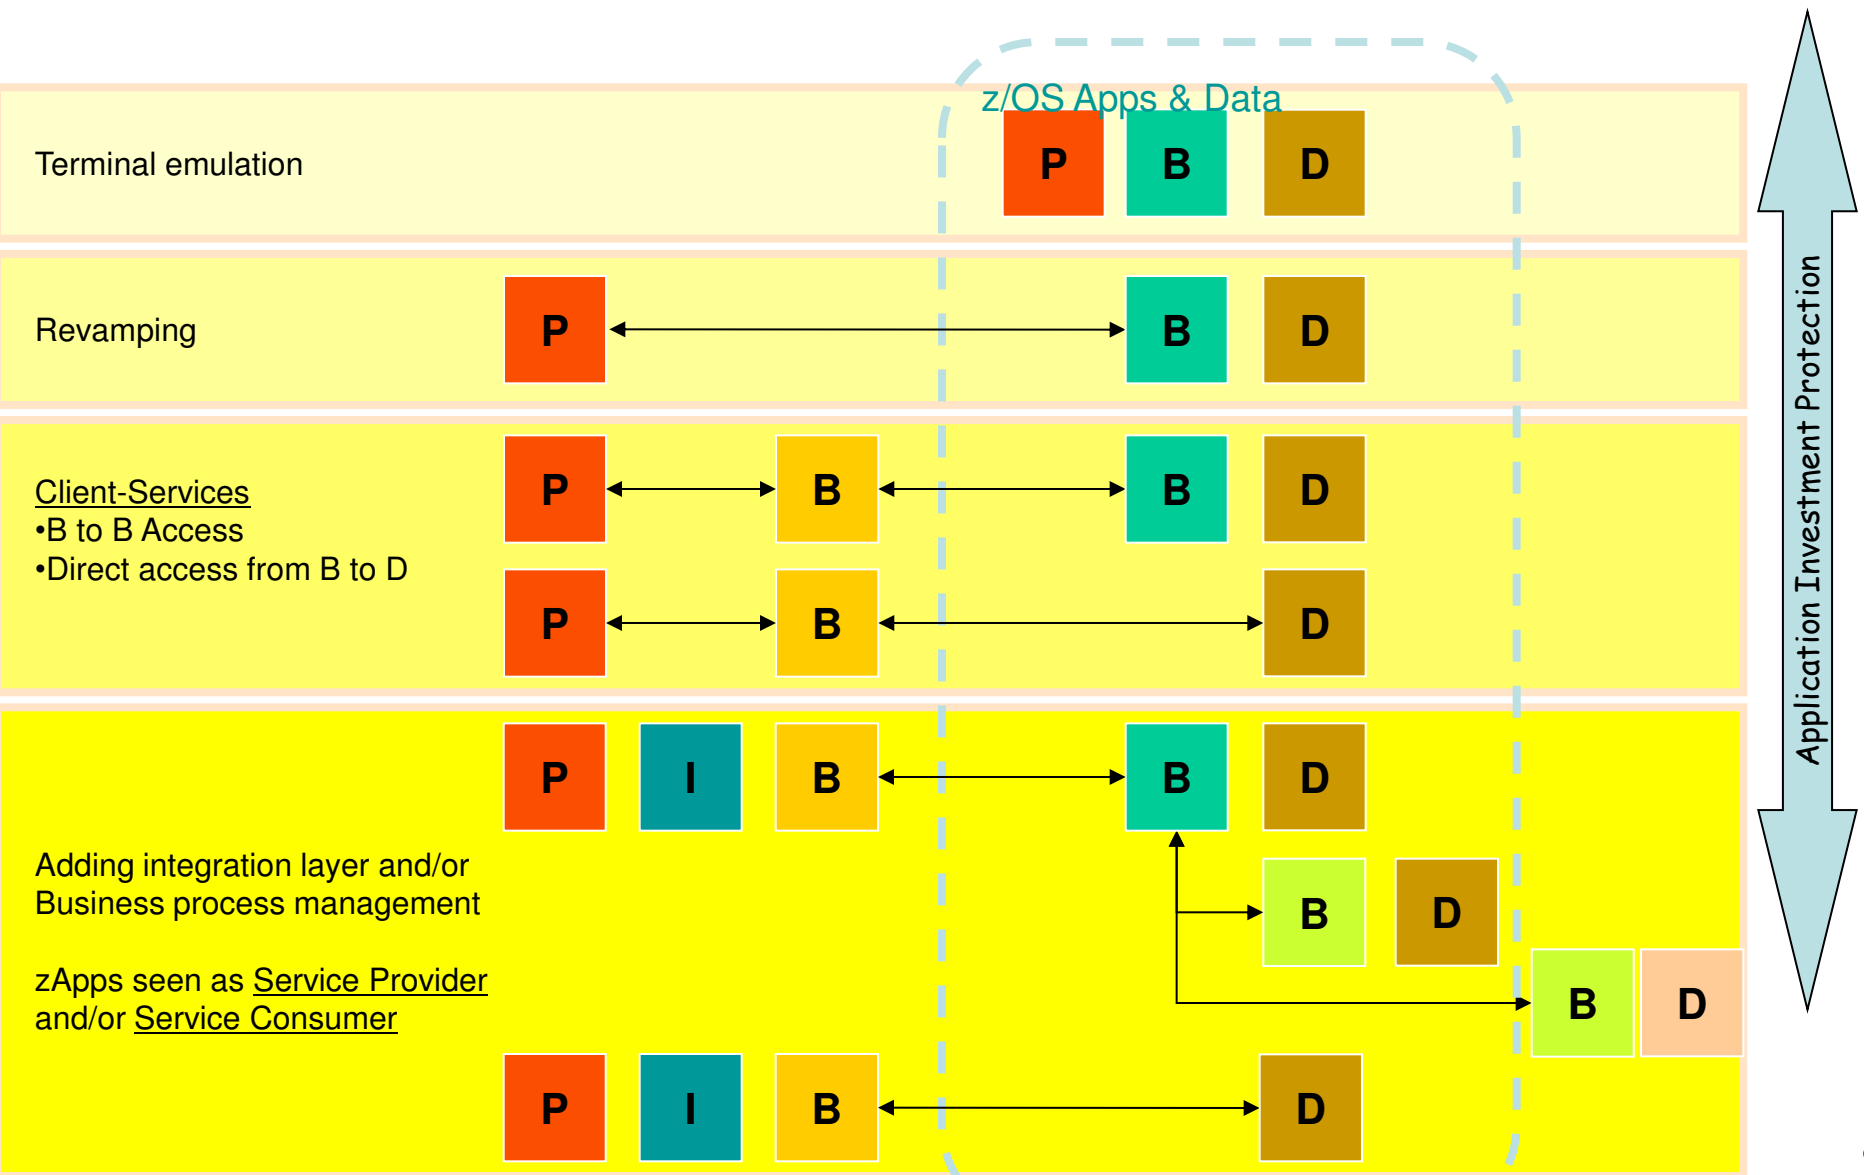 z/OS Apps & Data
Terminal emulation
P B D
Revamping
P B D
Client-Services
•B to B Access
•Direct access from B to D
P B B D
P B D
P I B B D
Adding integration layer and/or
Business process management
B D
zApps seen as Service Provider
and/or Service Consumer
B D
P I B D
Application Investment Protection